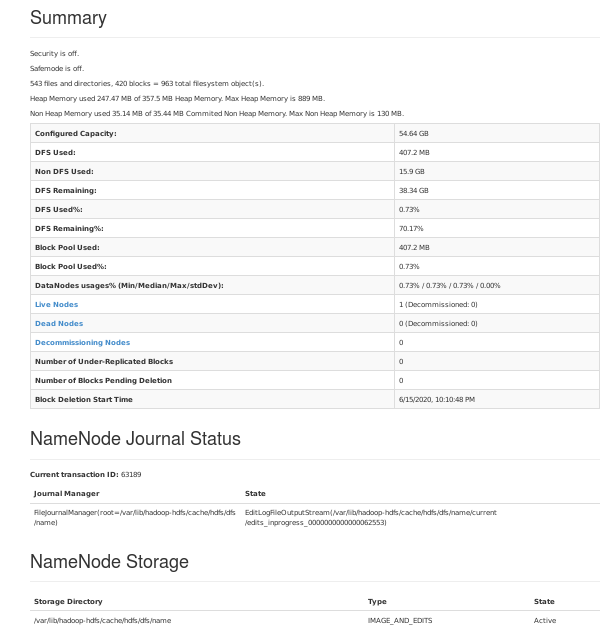 Summary
Security is off.
Safemode is off.
543 files and directories, 420 blocks = 963 total filesystem object(s).
Heap Memory used 247.47 MB of 357.5 MB Heap Memory. Max Heap Memory is 889 MB.
Non Heap Memory used 35.14 MB of 35.44 MB Commited Non Heap Memory. Max Non Heap Memory is 130 MB.
Configured Capacity: 54.64 GB
DFS Used: 407.2 MB
Non DFS Used: 15.9 GB
DFS Remaining: 38.34 GB
DFS Used%: 0.73%
DFS Remaining%: 70.17%
Block Pool Used: 407.2 MB
Block Pool Used%: 0.73%
DataNodes usages% (Min/Median/Max/stdDev): 0.73% / 0.73% / 0.73% / 0.00%
Live Nodes 1 (Decommissioned: 0)
Dead Nodes 0 (Decommissioned: 0)
Decommissioning Nodes 0
Number of Under-Replicated Blocks 0
Number of Blocks Pending Deletion 0
Block Deletion Start Time 6/15/2020, 10:10:48 PM
NameNode Journal Status
Current transaction ID: 63189
Journal Manager State
FileJournalManager(root=/var/lib/hadoop-hdfs/cache/hdfs/dfs EditLogFileOutputStream(/var/lib/hadoop-hdfs/cache/hdfs/dfs/name/current
/name) /edits_inprogress_0000000000000062553)
NameNode Storage
Storage Directory Type State
/var/lib/hadoop-hdfs/cache/hdfs/dfs/name IMAGE_AND_EDITS Active